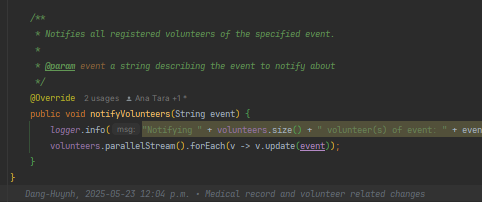 /**
* Notifies all registered volunteers of the specified event.
*
* @param event a string describing the event to notify about
*/
@Override 2 usages Ana Tara +1 *
public void notifyVolunteers(String event) {
logger.info( msg: "Notifying " + volunteers.size() + " volunteer(s) of event: " + even
volunteers.parallelStream().forEach(v -> v.update(event));
}
}
Dang-Huynh, 2025-05-23 12:04 p.m. • Medical record and volunteer related changes